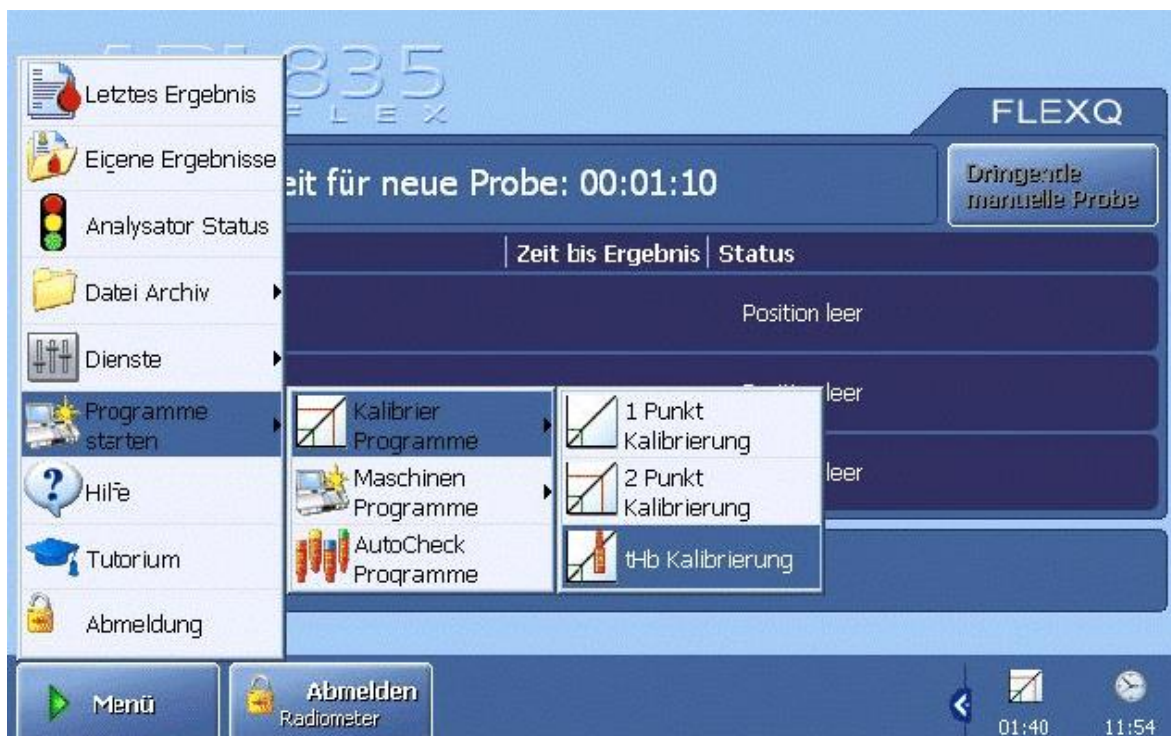 835
FLEX
FLEXQ
eit für neue Probe: 00:01:10
Dringende
manuelle Probe
Zeit bis Ergebnis Status
Position leer
leer
leer
Letztes Ergebnis
Eigene Ergebnisse
Analysator Status
Datei Archiv
Dienste
Programme
starten
Hilfe
Tutorium
Abmeldung
Kalibrier
Programme
Maschinen
Programme
AutoCheck
Programme
1 Punkt
Kalibrierung
2 Punkt
Kalibrierung
tHb Kalibrierung
Menü
Abmelden
Radiometer
01:40
11:54